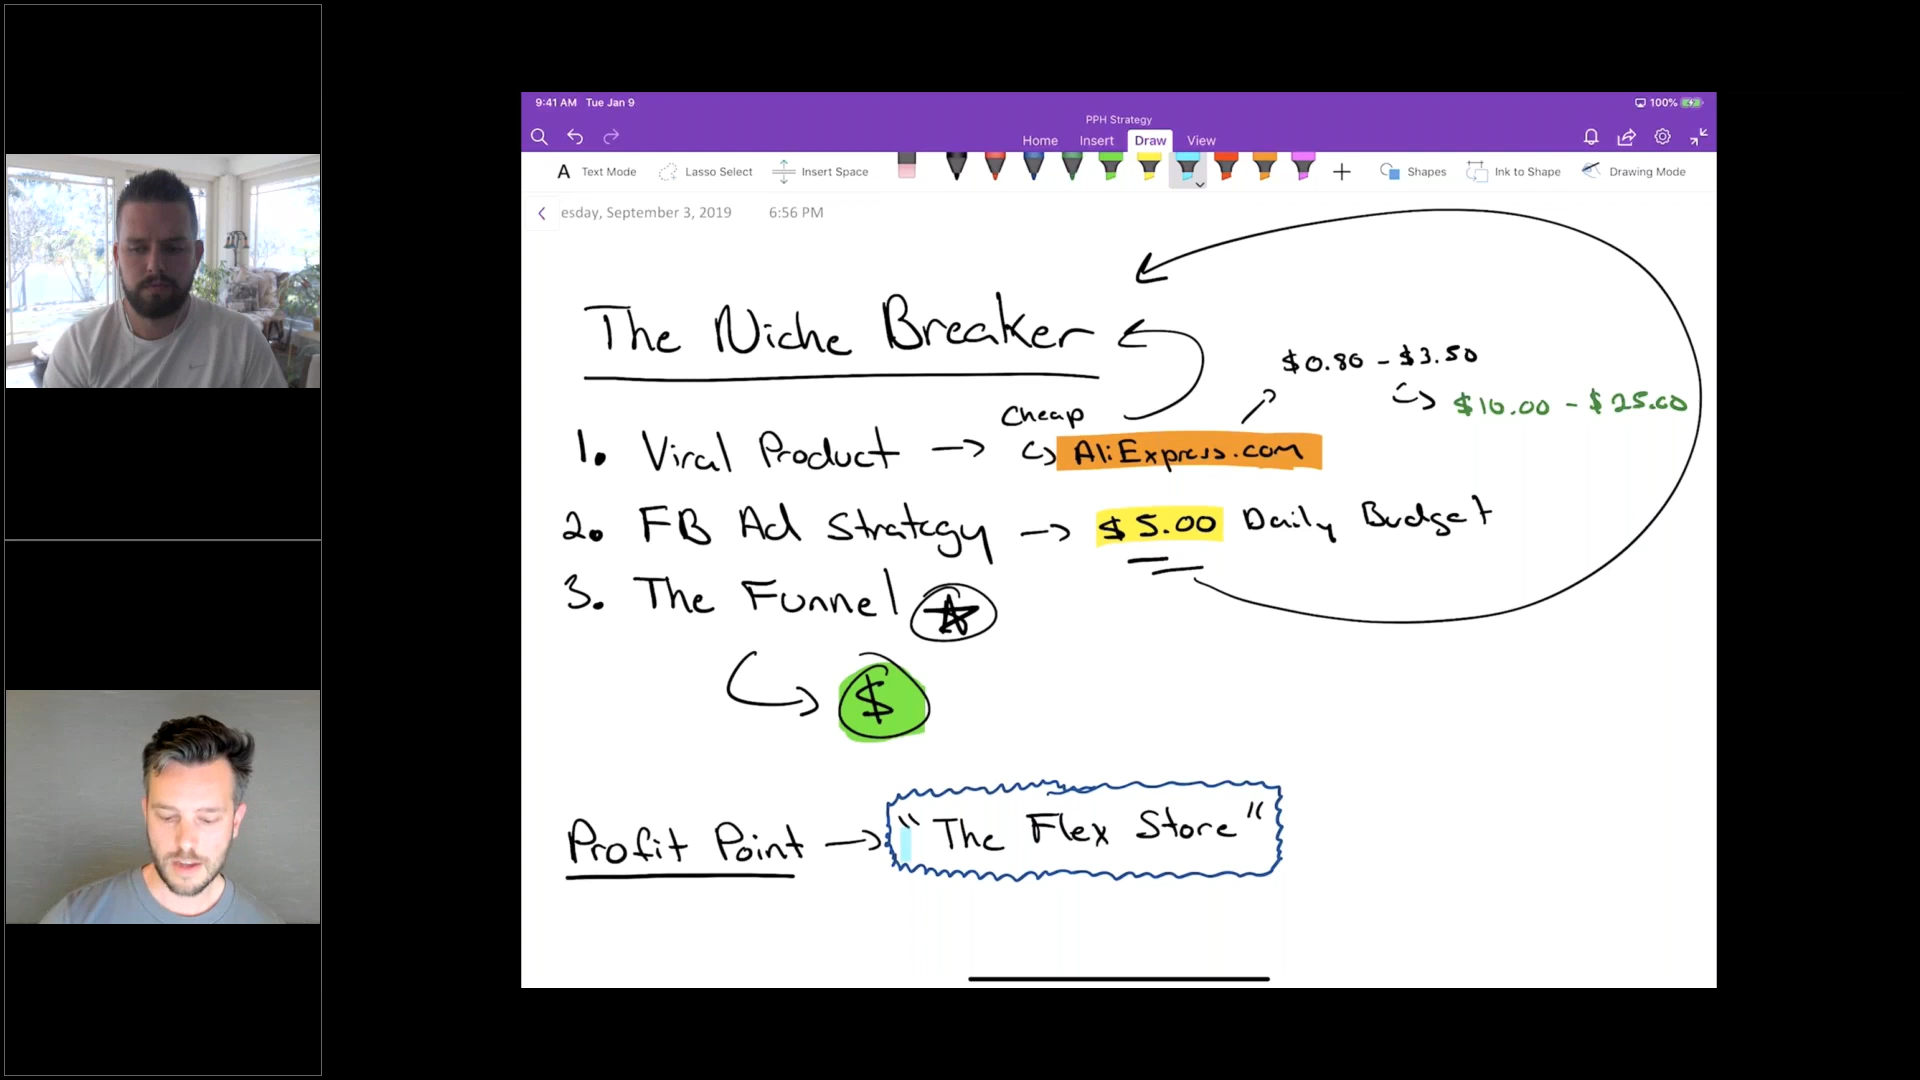 9:41 AM Tue Jan 9
100%
PPH Strategy
Home Insert Draw View
A Text Mode Lasso Select Insert Space Shapes Ink to Shape Drawing Mode
esday, September 3, 2019 6:56 PM
The Niche Breaker
$0.80 - $3.50
$10.00 - $25.00
Cheap
1. Viral Product → AliExpress.com
2. FB Ad Strategy → $5.00 Daily Budget
3. The Funnel
$
Profit Point → "The Flex Store"